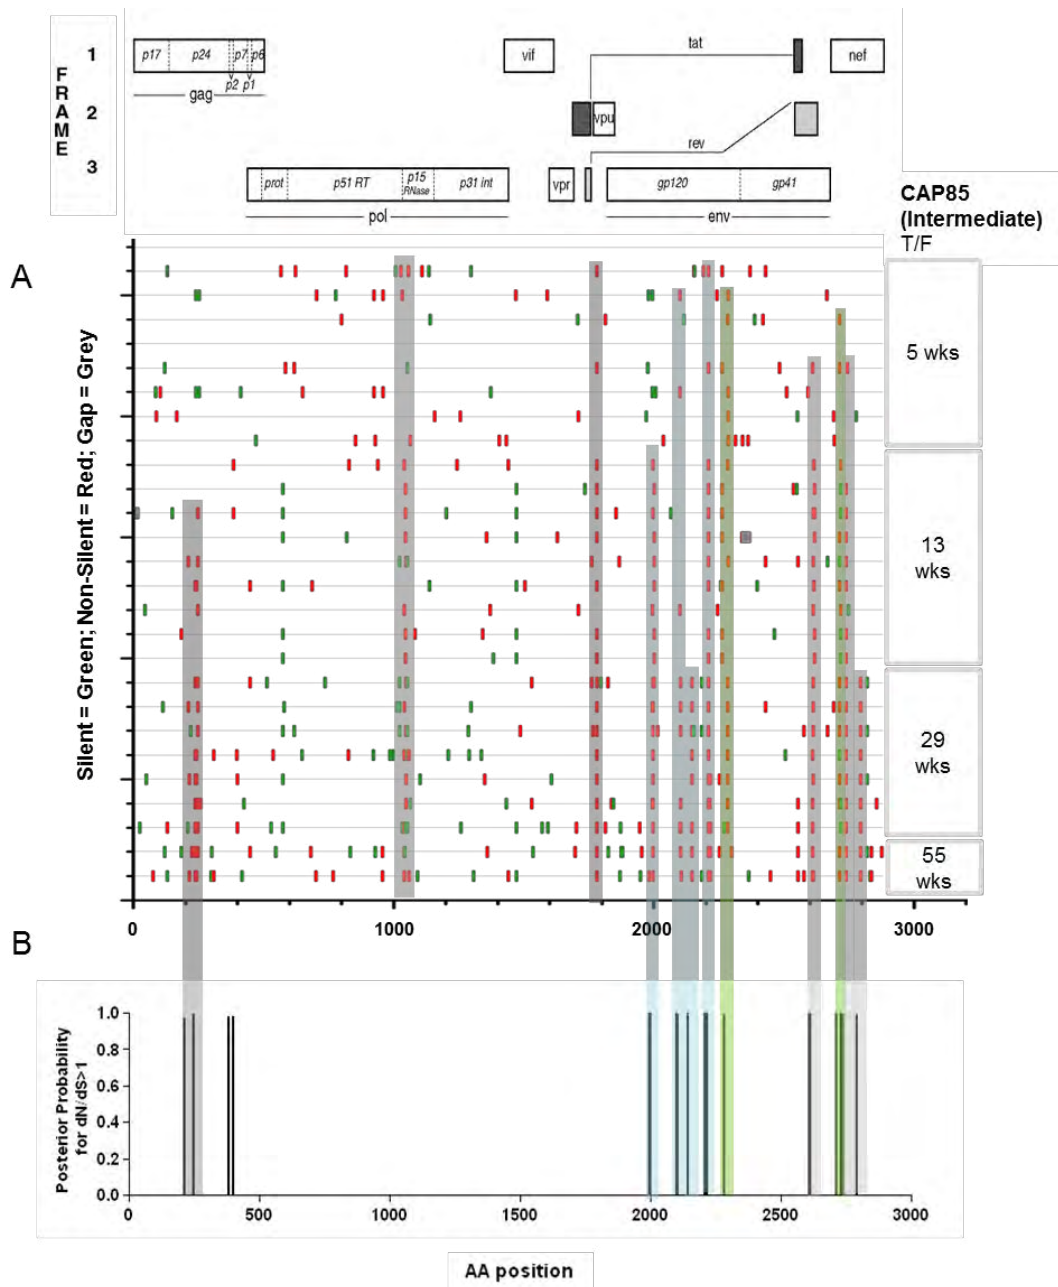 FRAME
1
2
3
p17 p24 p7 p6
p2 p1
gag
vif
tat
nef
vpu
rev
prot p51 RT p15 RNase p31 int
pol
vpr
gp120 gp41
env
CAP85
(Intermediate)
T/F
A
Silent = Green; Non-Silent = Red; Gap = Grey
5 wks
13
wks
29
wks
55
wks
0 1000 2000 3000
B
Posterior Probability
for dN/dS>1
1.0
0.8
0.6
0.4
0.2
0.0
0 500 1000 1500 2000 2500 3000
AA position